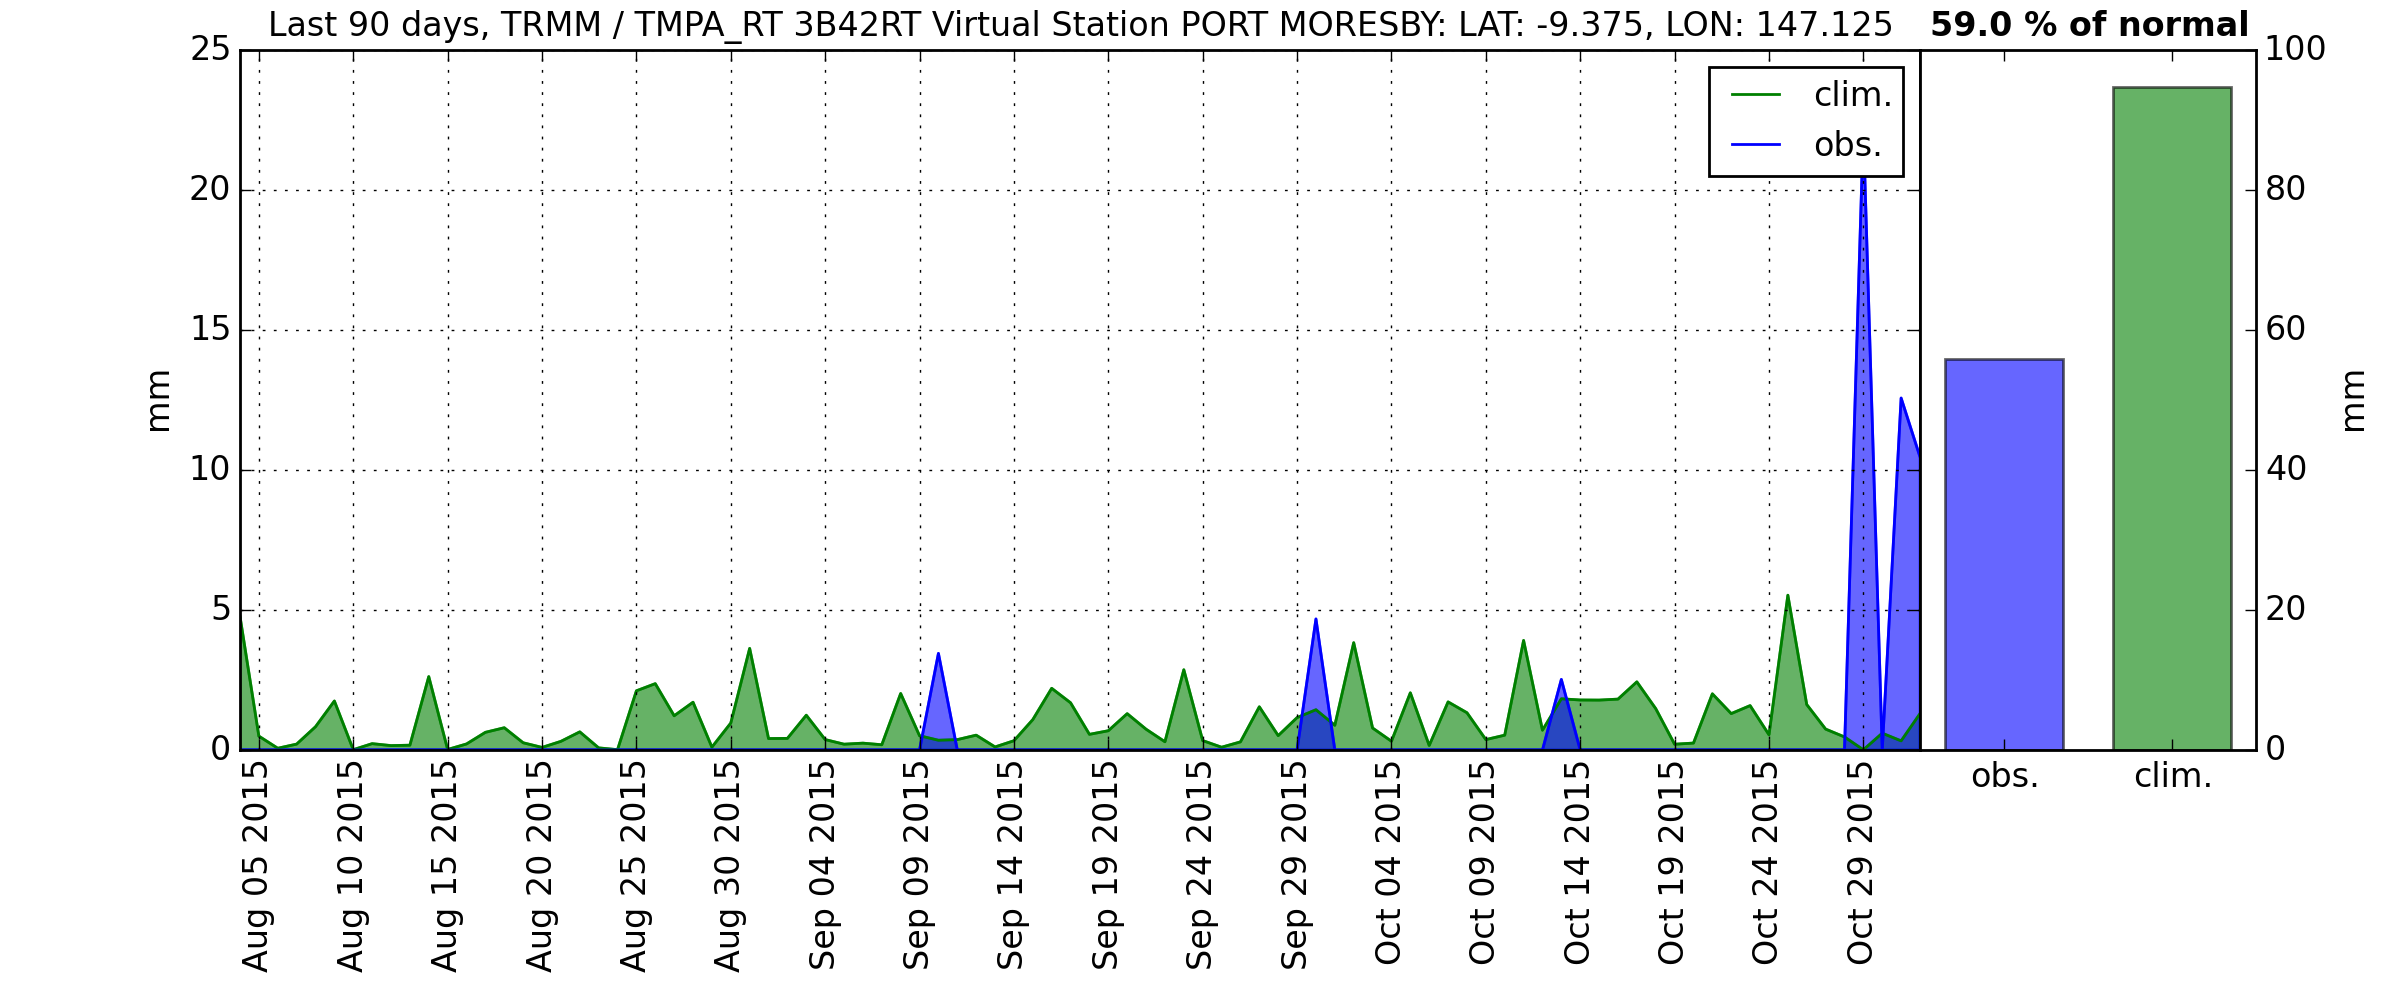 Last 90 days, TRMM / TMPA_RT 3B42RT Virtual Station PORT MORESBY: LAT: -9.375, LON: 147.125
59.0 % of normal
25
20
15
10
5
0
mm
clim.
obs.
100
80
60
40
20
0
mm
Aug 05 2015
Aug 10 2015
Aug 15 2015
Aug 20 2015
Aug 25 2015
Aug 30 2015
Sep 04 2015
Sep 09 2015
Sep 14 2015
Sep 19 2015
Sep 24 2015
Sep 29 2015
Oct 04 2015
Oct 09 2015
Oct 14 2015
Oct 19 2015
Oct 24 2015
Oct 29 2015
obs.
clim.